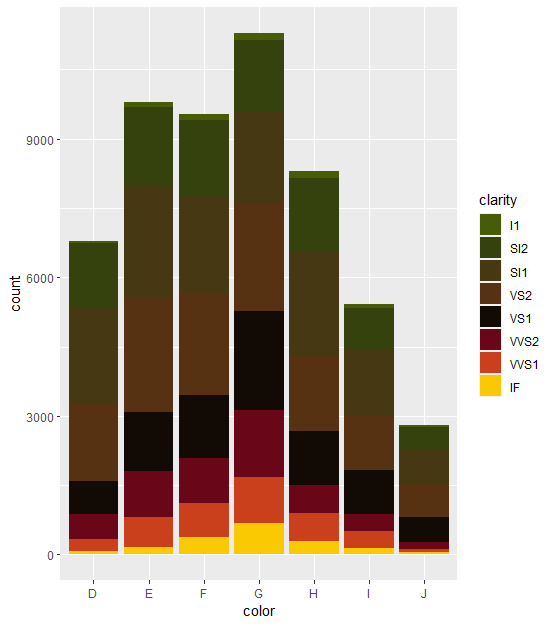 9000
6000
3000
0
count
D E F G H I J
color
clarity
I1
SI2
SI1
VS2
VS1
VVS2
VVS1
IF